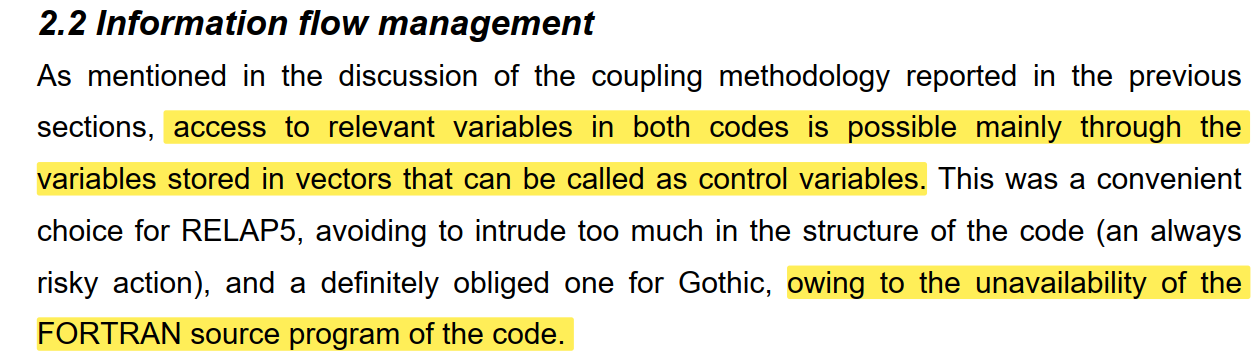 2.2 Information flow management
As mentioned in the discussion of the coupling methodology reported in the previous
sections, access to relevant variables in both codes is possible mainly through the
variables stored in vectors that can be called as control variables. This was a convenient
choice for RELAP5, avoiding to intrude too much in the structure of the code (an always
risky action), and a definitely obliged one for Gothic, owing to the unavailability of the
FORTRAN source program of the code.